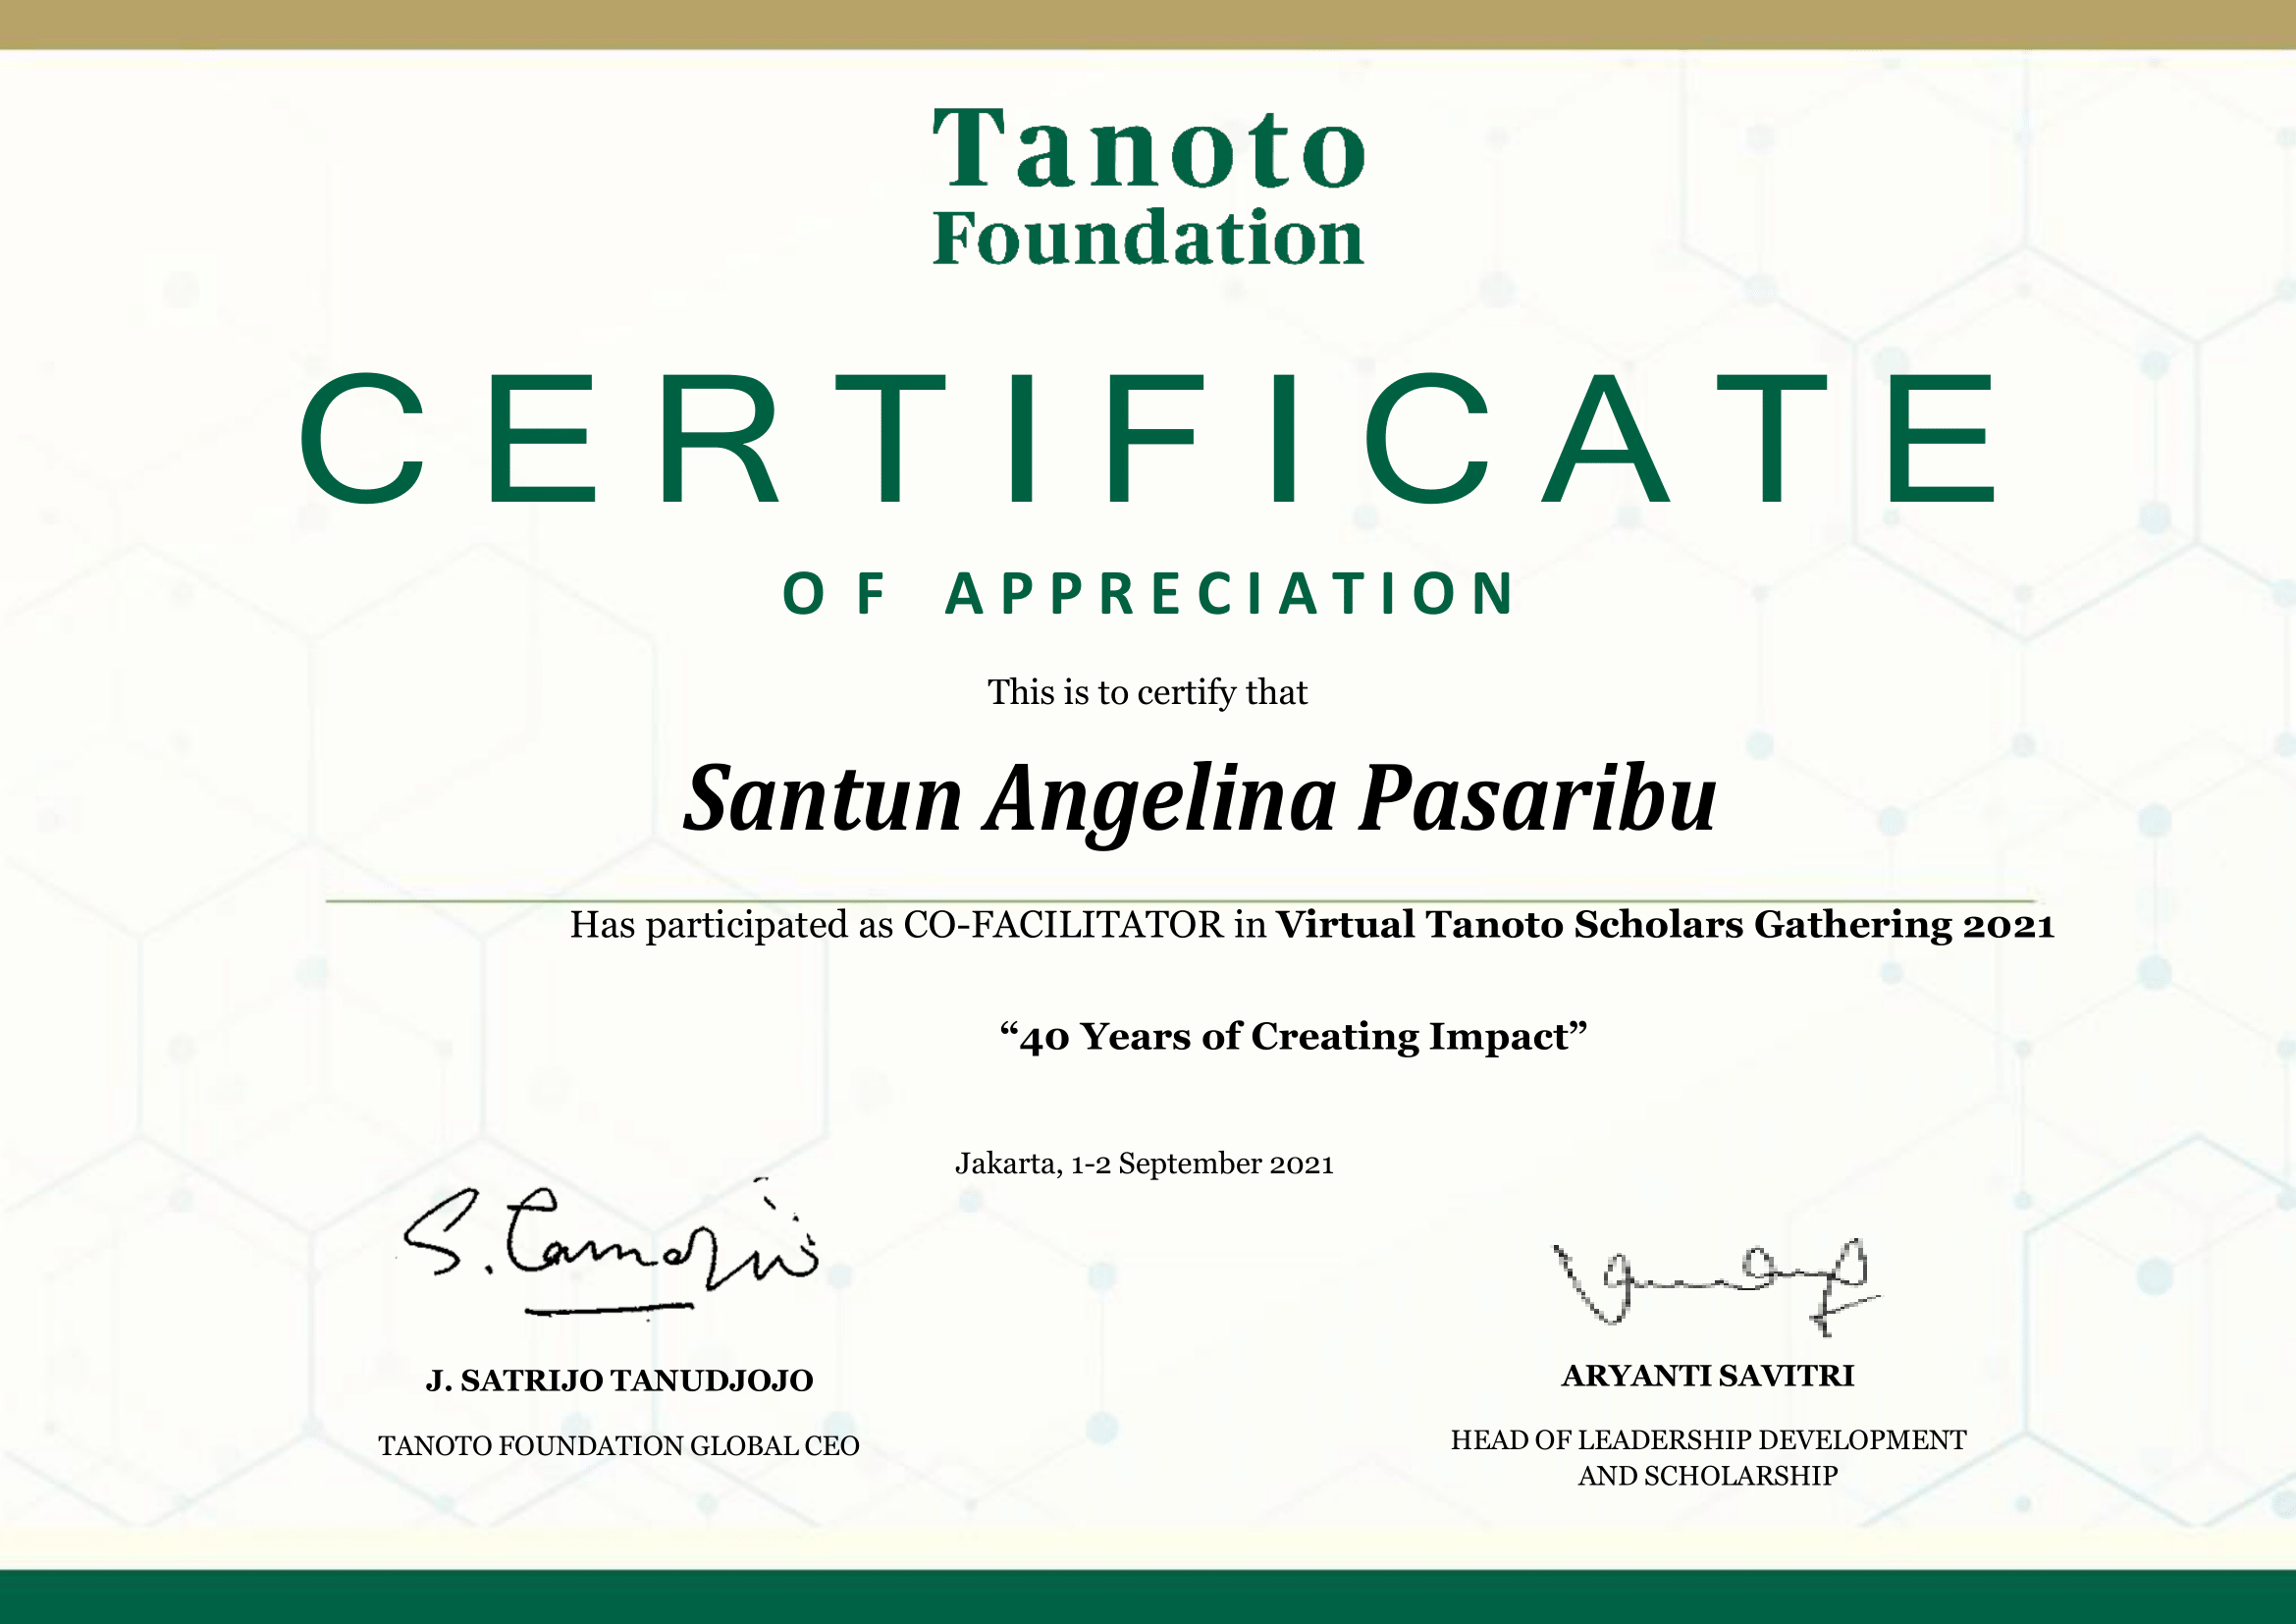 Tanoto
Foundation
CERTIFICATE
OF APPRECIATION
This is to certify that
Santun Angelina Pasaribu
Has participated as CO-FACILITATOR in Virtual Tanoto Scholars Gathering 2021
“40 Years of Creating Impact”
Jakarta, 1-2 September 2021
J. SATRIJO TANUDJOJO
TANOTO FOUNDATION GLOBAL CEO
ARYANTI SAVITRI
HEAD OF LEADERSHIP DEVELOPMENT
AND SCHOLARSHIP